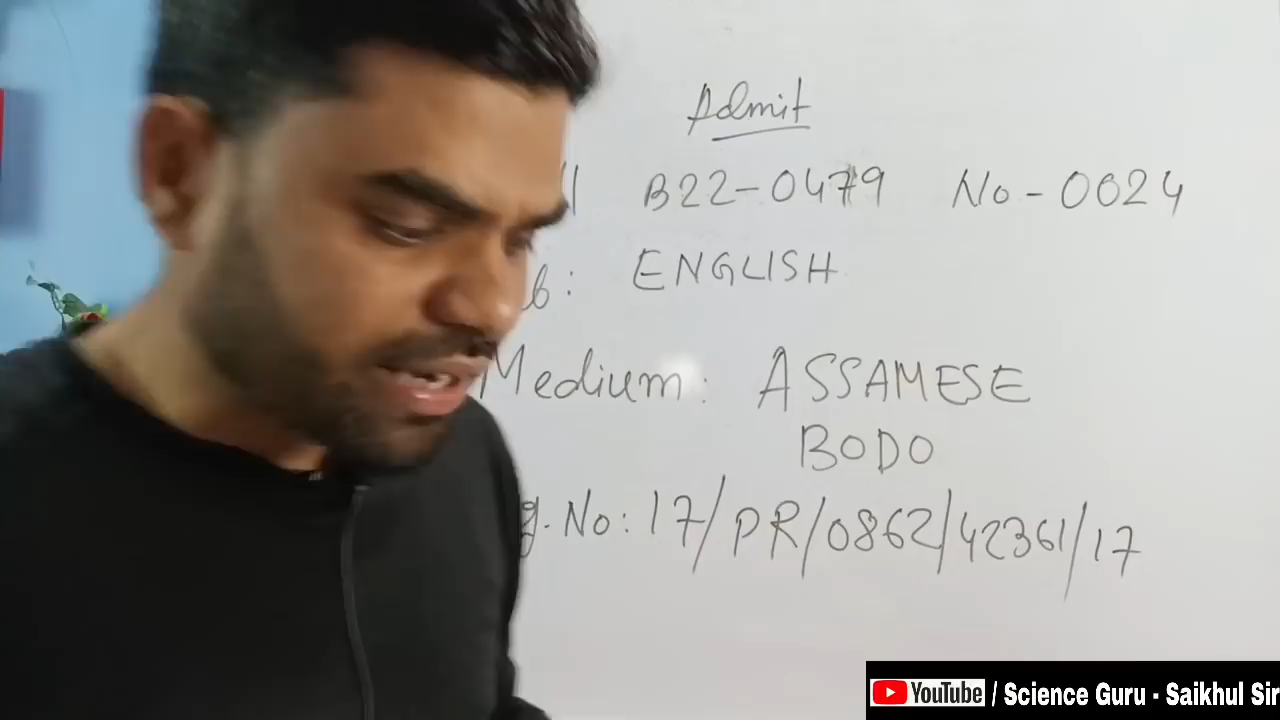 Admit
ll B22-0479 No-0024
b: ENGLISH
Medium: ASSAMESE
BODO
g.No: 17/PR/0862/42361/17
YouTube / Science Guru - Saikhul Sir